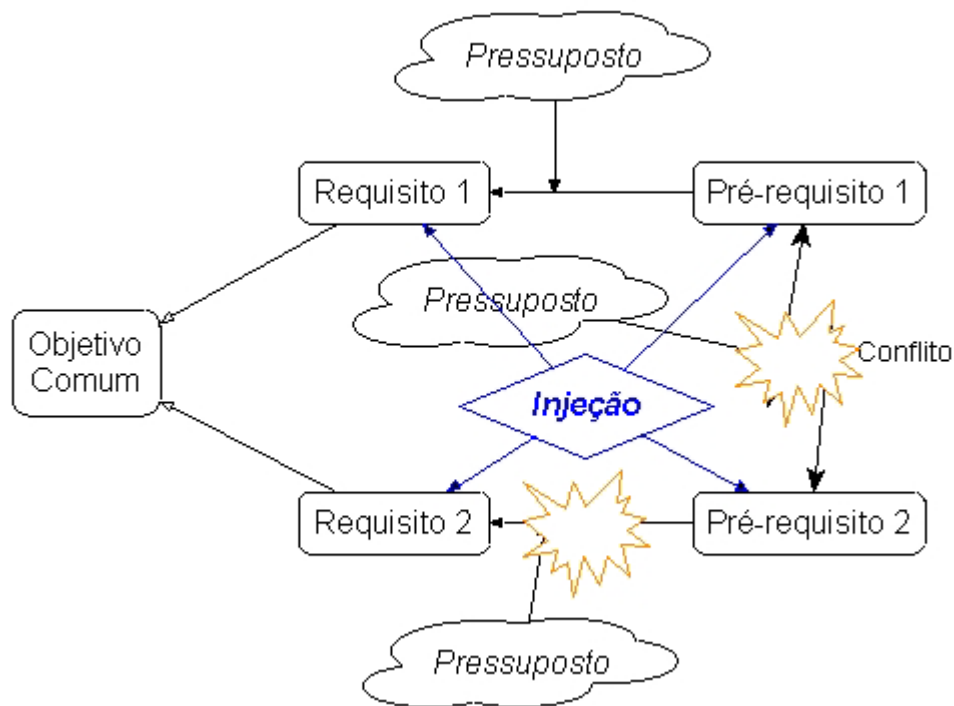 Pressuposto
Requisito 1
Pré-requisito 1
Pressuposto
Objetivo
Comum
Conflito
Injeção
Requisito 2
Pré-requisito 2
Pressuposto